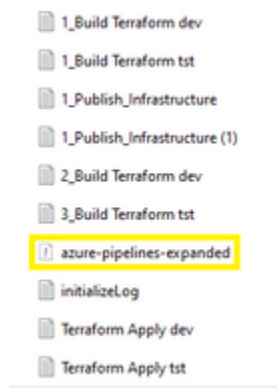 1_Build Terraform dev
1_Build Terraform tst
1_Publish_Infrastructure
1_Publish_Infrastructure (1)
2_Build Terraform dev
3_Build Terraform tst
azure-pipelines-expanded
initializeLog
Terraform Apply dev
Terraform Apply tst